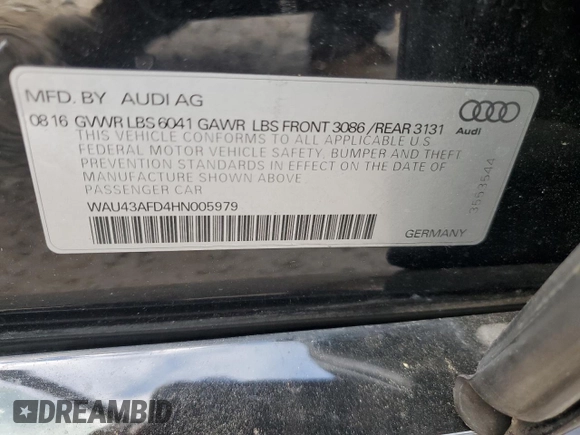 MFD. BY AUDI AG
08 16 GVWR LBS 6041 GAWR LBS FRONT 3086 /REAR 3131
THIS VEHICLE CONFORMS TO ALL APPLICABLE U.S
FEDERAL MOTOR VEHICLE SAFETY, BUMPER AND THEFT
PREVENTION STANDARDS IN EFFECT ON THE DATE OF
MANUFACTURE SHOWN ABOVE
PASSENGER CAR
WAU43AFD4HN005979
Audi
3553544
GERMANY
DREAMBID